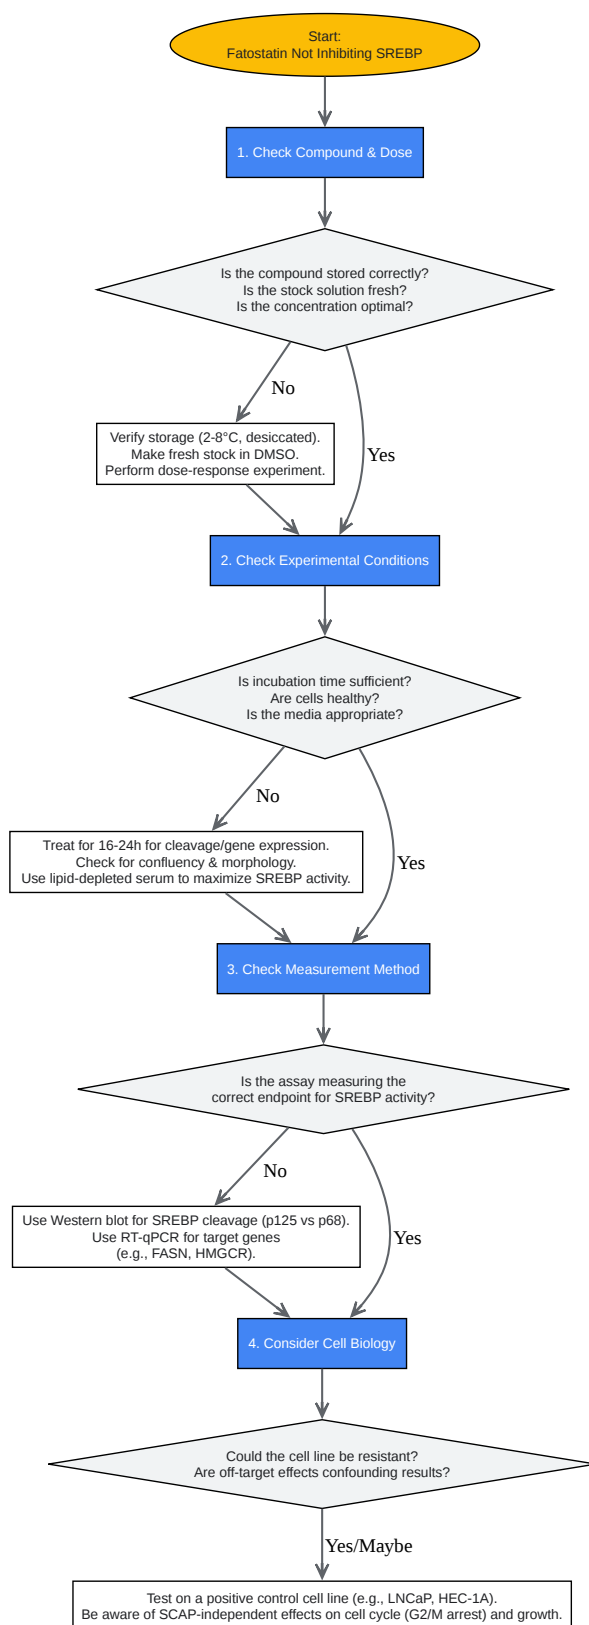 Start:
Fatostatin Not Inhibiting SREBP
1. Check Compound & Dose
Is the compound stored correctly?
Is the stock solution fresh?
Is the concentration optimal?
No
Verify storage (2-8°C, desiccated).
Make fresh stock in DMSO.
Perform dose-response experiment.
Yes
2. Check Experimental Conditions
Is incubation time sufficient?
Are cells healthy?
Is the media appropriate?
No
Treat for 16-24h for cleavage/gene expression.
Check for confluency & morphology.
Use lipid-depleted serum to maximize SREBP activity.
Yes
3. Check Measurement Method
Is the assay measuring the
correct endpoint for SREBP activity?
No
Use Western blot for SREBP cleavage (p125 vs p68).
Use RT-qPCR for target genes
(e.g., FASN, HMGCR).
Yes
4. Consider Cell Biology
Could the cell line be resistant?
Are off-target effects confounding results?
Yes/Maybe
Test on a positive control cell line (e.g., LNCaP, HEC-1A).
Be aware of SCAP-independent effects on cell cycle (G2/M arrest) and growth.